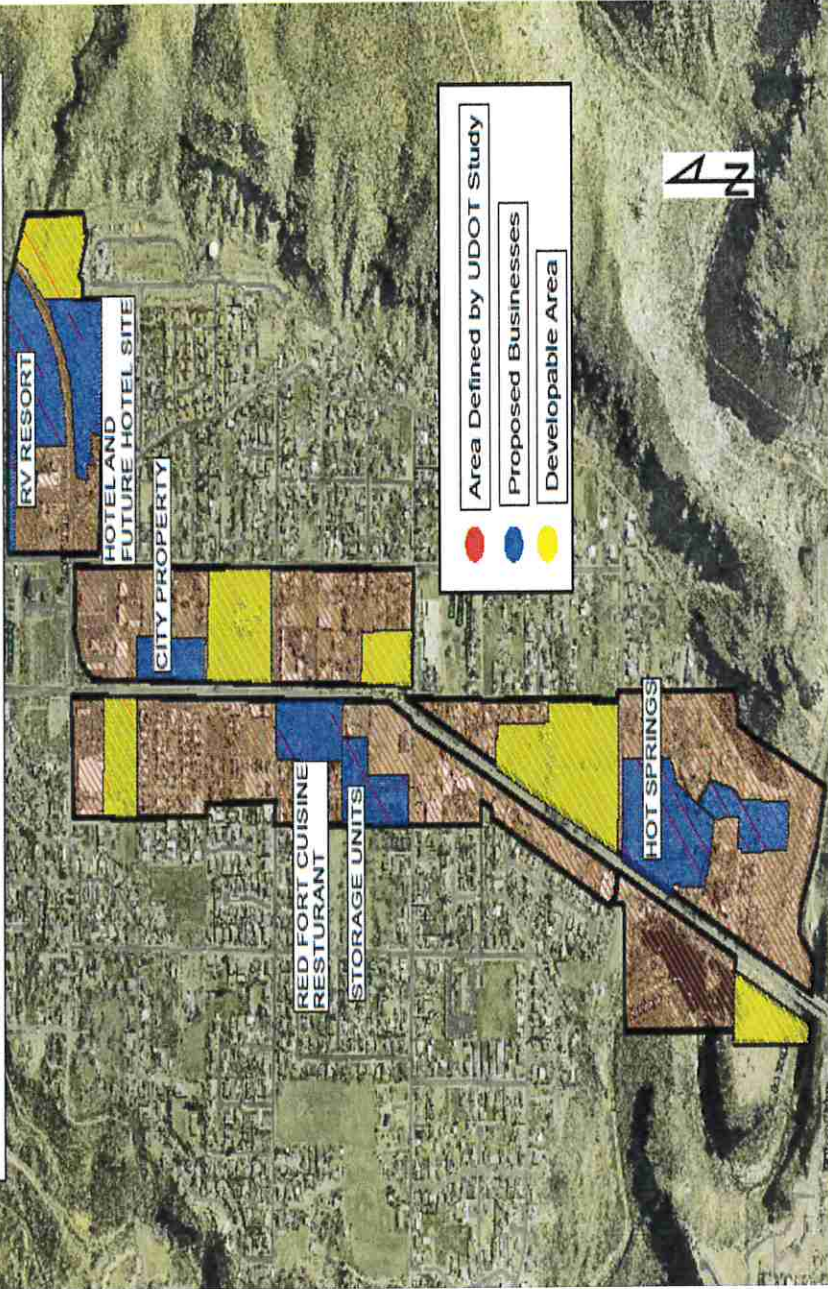 RV RESORT
HOTEL AND
FUTURE HOTEL SITE
CITY PROPERTY
RED FORT CUISINE
RESTURANT
STORAGE UNITS
HOT SPRINGS
Area Defined by UDOT Study
Proposed Businesses
Developable Area
N